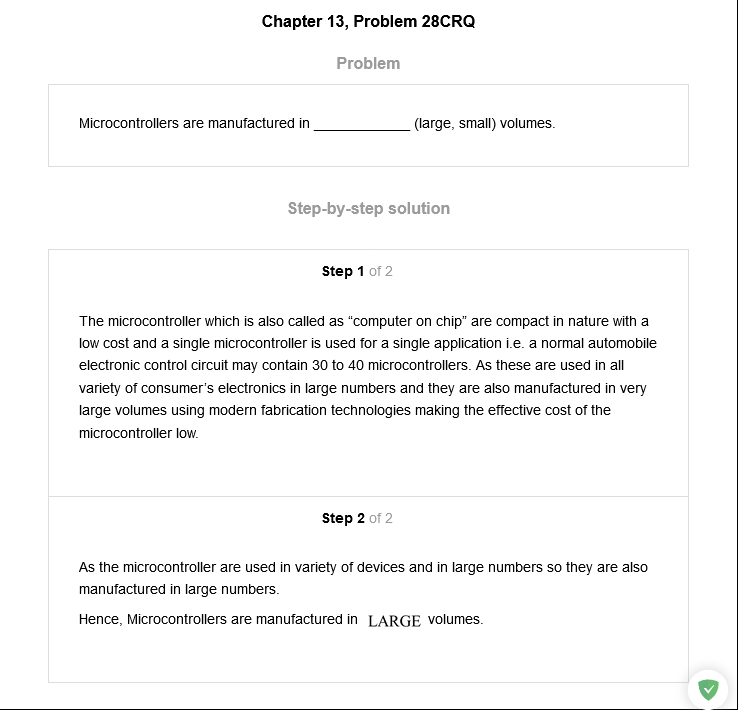 Chapter 13, Problem 28CRQ
Problem
Microcontrollers are manufactured in _____________ (large, small) volumes.
Step-by-step solution
Step 1 of 2
The microcontroller which is also called as “computer on chip” are compact in nature with a
low cost and a single microcontroller is used for a single application i.e. a normal automobile
electronic control circuit may contain 30 to 40 microcontrollers. As these are used in all
variety of consumer’s electronics in large numbers and they are also manufactured in very
large volumes using modern fabrication technologies making the effective cost of the
microcontroller low.
Step 2 of 2
As the microcontroller are used in variety of devices and in large numbers so they are also
manufactured in large numbers.
Hence, Microcontrollers are manufactured in LARGE volumes.